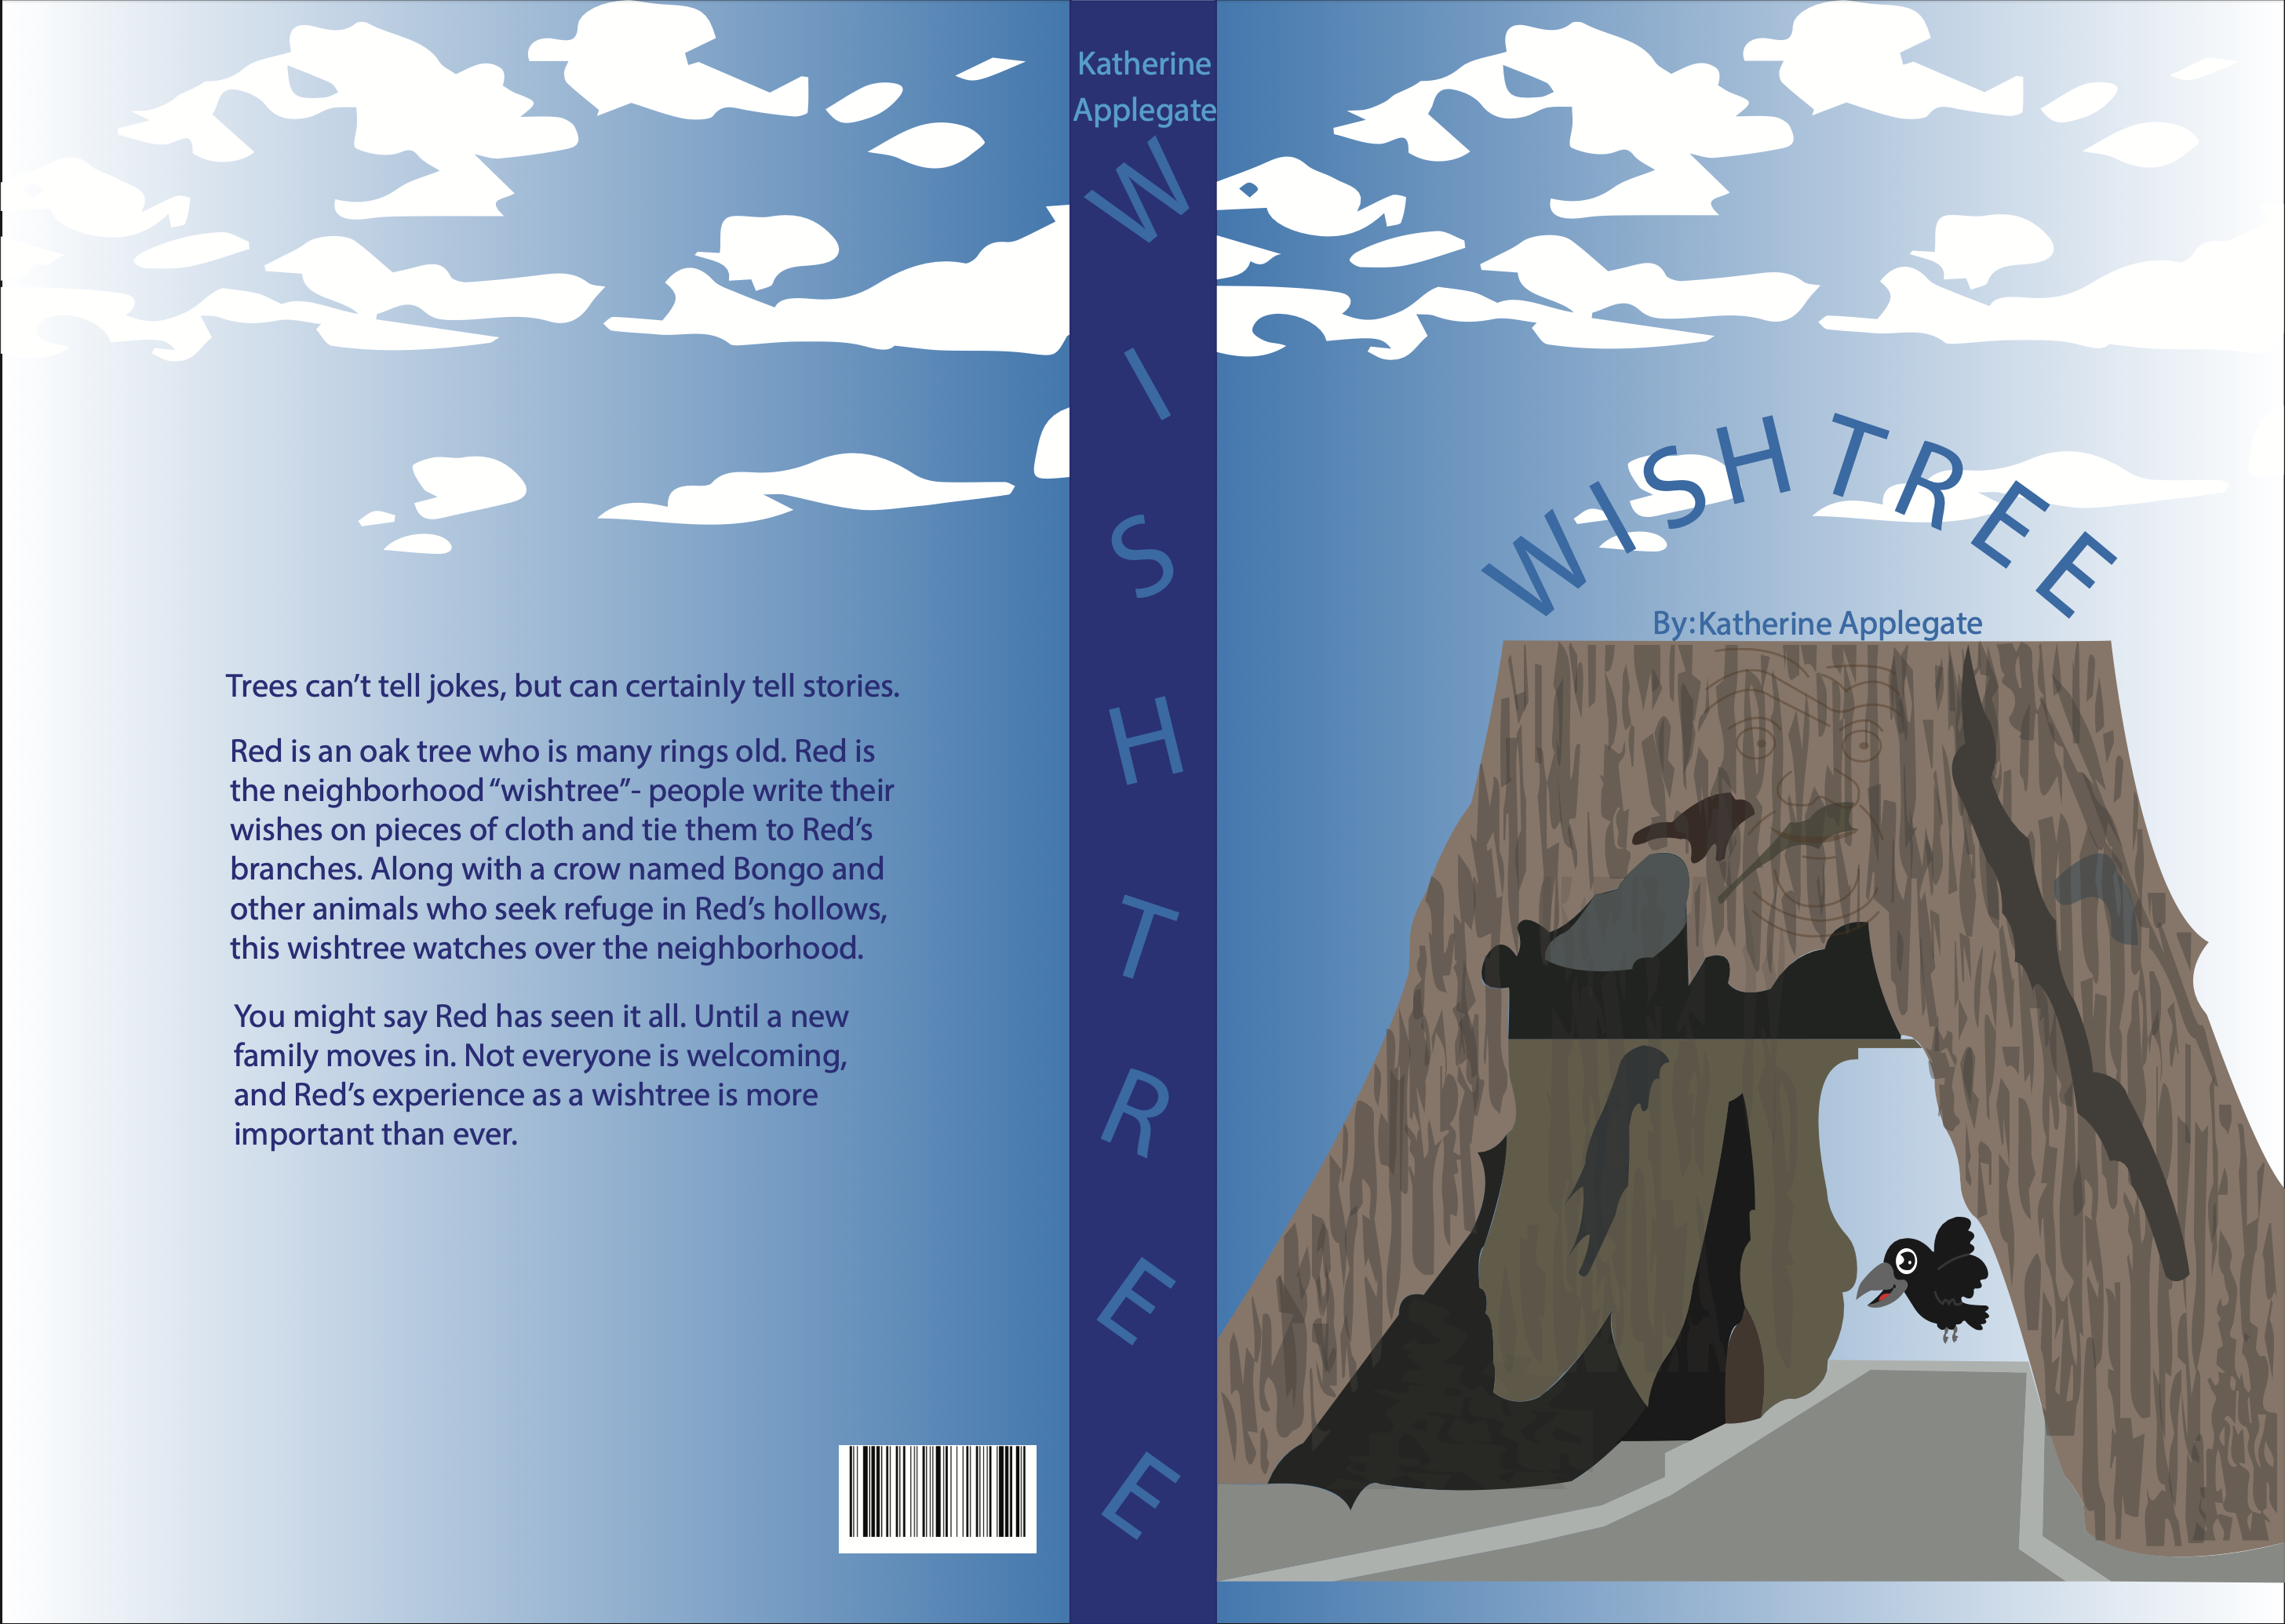 Trees can’t tell jokes, but can certainly tell stories.
Red is an oak tree who is many rings old. Red is
the neighborhood “wishtree”- people write their
wishes on pieces of cloth and tie them to Red’s
branches. Along with a crow named Bongo and
other animals who seek refuge in Red’s hollows,
this wishtree watches over the neighborhood.
You might say Red has seen it all. Until a new
family moves in. Not everyone is welcoming,
and Red’s experience as a wishtree is more
important than ever.
Katherine
Applegate
WISHTREE
WISHTREE
By:Katherine Applegate